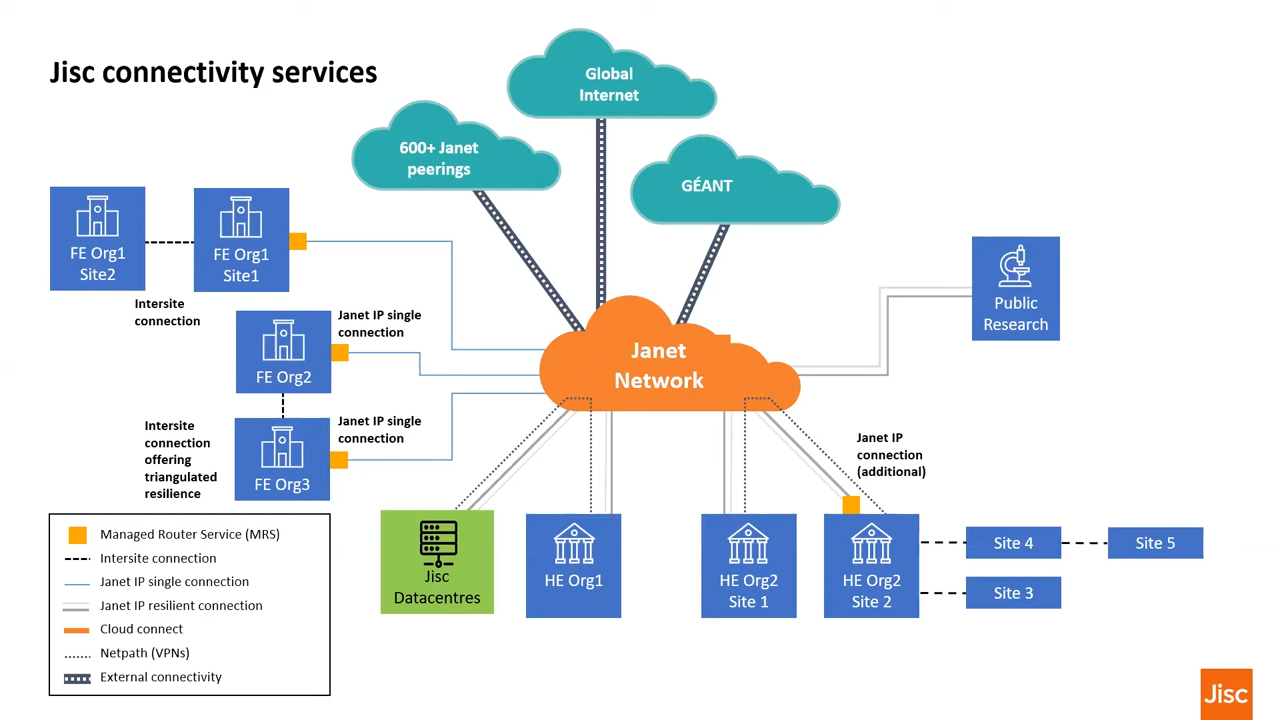 Jisc connectivity services
Global
Internet
600+ Janet
peerings
GÉANT
FE Org1
Site2
FE Org1
Site1
Intersite
connection
Public
Research
Janet IP single
connection
FE Org2
Janet
Network
Intersite
connection
offering
triangulated
resilience
Janet IP single
connection
FE Org3
Janet IP
connection
(additional)
Managed Router Service (MRS)
Intersite connection
Janet IP single connection
Janet IP resilient connection
Cloud connect
Netpath (VPNs)
External connectivity
Jisc
Datacentres
HE Org1
HE Org2
Site 1
HE Org2
Site 2
Site 4
Site 5
Site 3
Jisc